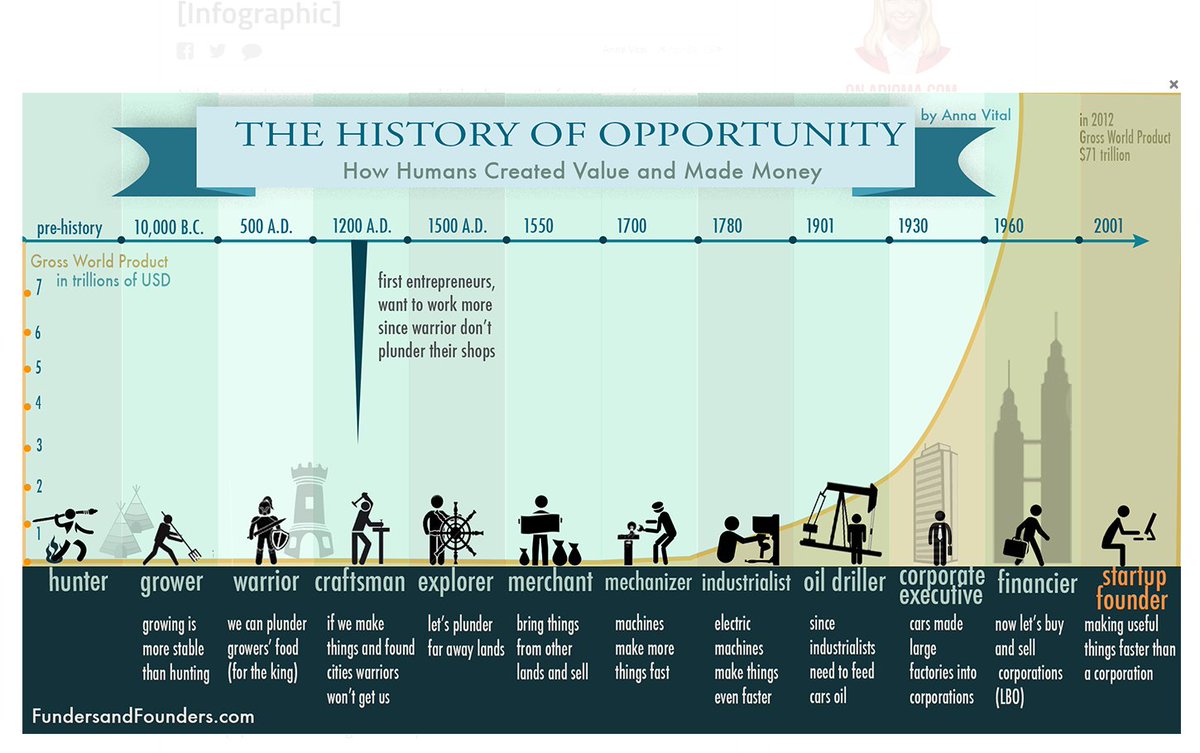 [Infographic]
×
THE HISTORY OF OPPORTUNITY
by Anna Vital
How Humans Created Value and Made Money
in 2012
Gross World Product
$71 trillion
pre-history
10,000 B.C.
500 A.D.
1200 A.D.
1500 A.D.
1550
1700
1780
1901
1930
1960
2001
Gross World Product
in trillions of USD
7
6
5
4
3
2
1
first entrepreneurs,
want to work more
since warrior don't
plunder their shops
hunter
grower
growing is
more stable
than hunting
warrior
we can plunder
growers' food
(for the king)
craftsman
if we make
things and found
cities warriors
won't get us
explorer
let's plunder
far away lands
merchant
bring things
from other
lands and sell
mechanizer
machines
make more
things fast
industrialist
electric
machines
make things
even faster
oil driller
since
industrialists
need to feed
cars oil
corporate
executive
cars made
large
factories into
corporations
financier
now let's buy
and sell
corporations
(LBO)
startup
founder
making useful
things faster than
a corporation
FundersandFounders.com